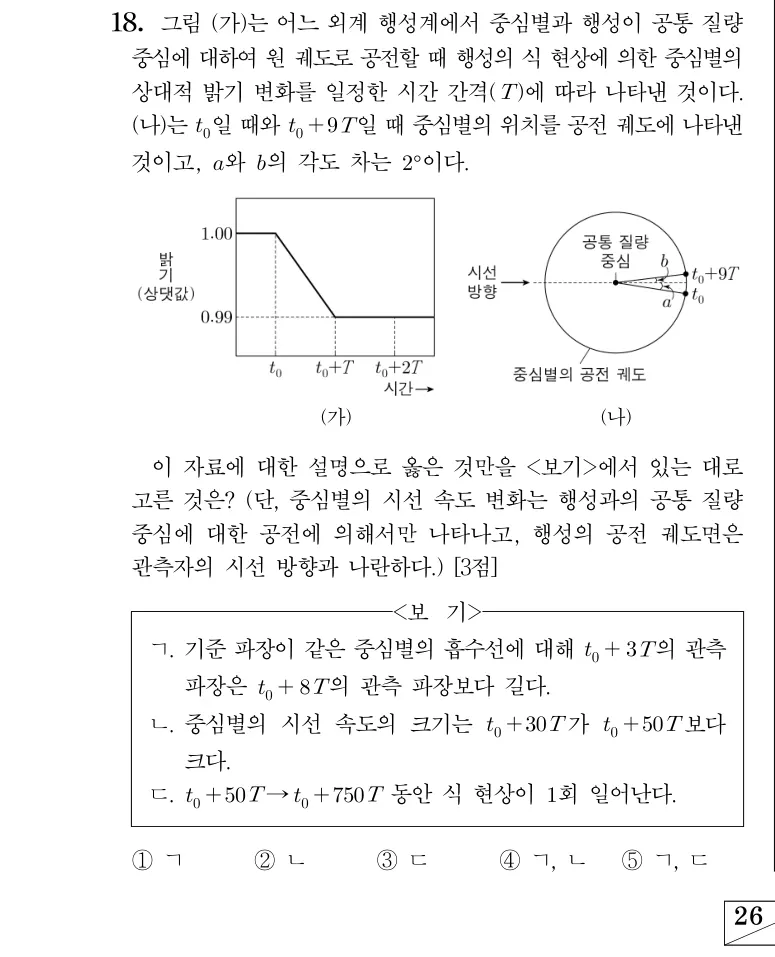 18. 그림 (가)는 어느 외계 행성계에서 중심별과 행성이 공통 질량
중심에 대하여 원 궤도로 공전할 때 행성의 식 현상에 의한 중심별의
상대적 밝기 변화를 일정한 시간 간격(T)에 따라 나타낸 것이다.
(나)는 t₀일 때와 t₀+9T일 때 중심별의 위치를 공전 궤도에 나타낸
것이고, a와 b의 각도 차는 2°이다.
밝기
(상댓값)
1.00
0.99
t₀ t₀+T t₀+2T
시간→
(가)
시선
방향
공통 질량
중심
b
t₀+9T
a
t₀
중심별의 공전 궤도
(나)
이 자료에 대한 설명으로 옳은 것만을 <보기>에서 있는 대로
고른 것은? (단, 중심별의 시선 속도 변화는 행성과의 공통 질량
중심에 대한 공전에 의해서만 나타나고, 행성의 공전 궤도면은
관측자의 시선 방향과 나란하다.) [3점]
<보 기>
ㄱ. 기준 파장이 같은 중심별의 흡수선에 대해 t₀+3T의 관측
파장은 t₀+8T의 관측 파장보다 길다.
ㄴ. 중심별의 시선 속도의 크기는 t₀+30T가 t₀+50T보다
크다.
ㄷ. t₀+50T→t₀+750T 동안 식 현상이 1회 일어난다.
① ㄱ ② ㄴ ③ ㄷ ④ ㄱ, ㄴ ⑤ ㄱ, ㄷ
26